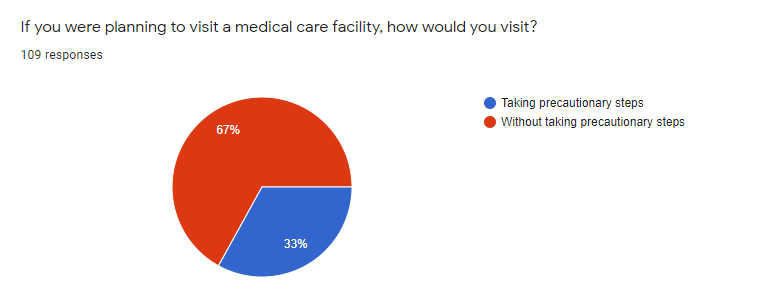 If you were planning to visit a medical care facility, how would you visit?
109 responses
Taking precautionary steps
Without taking precautionary steps
67%
33%